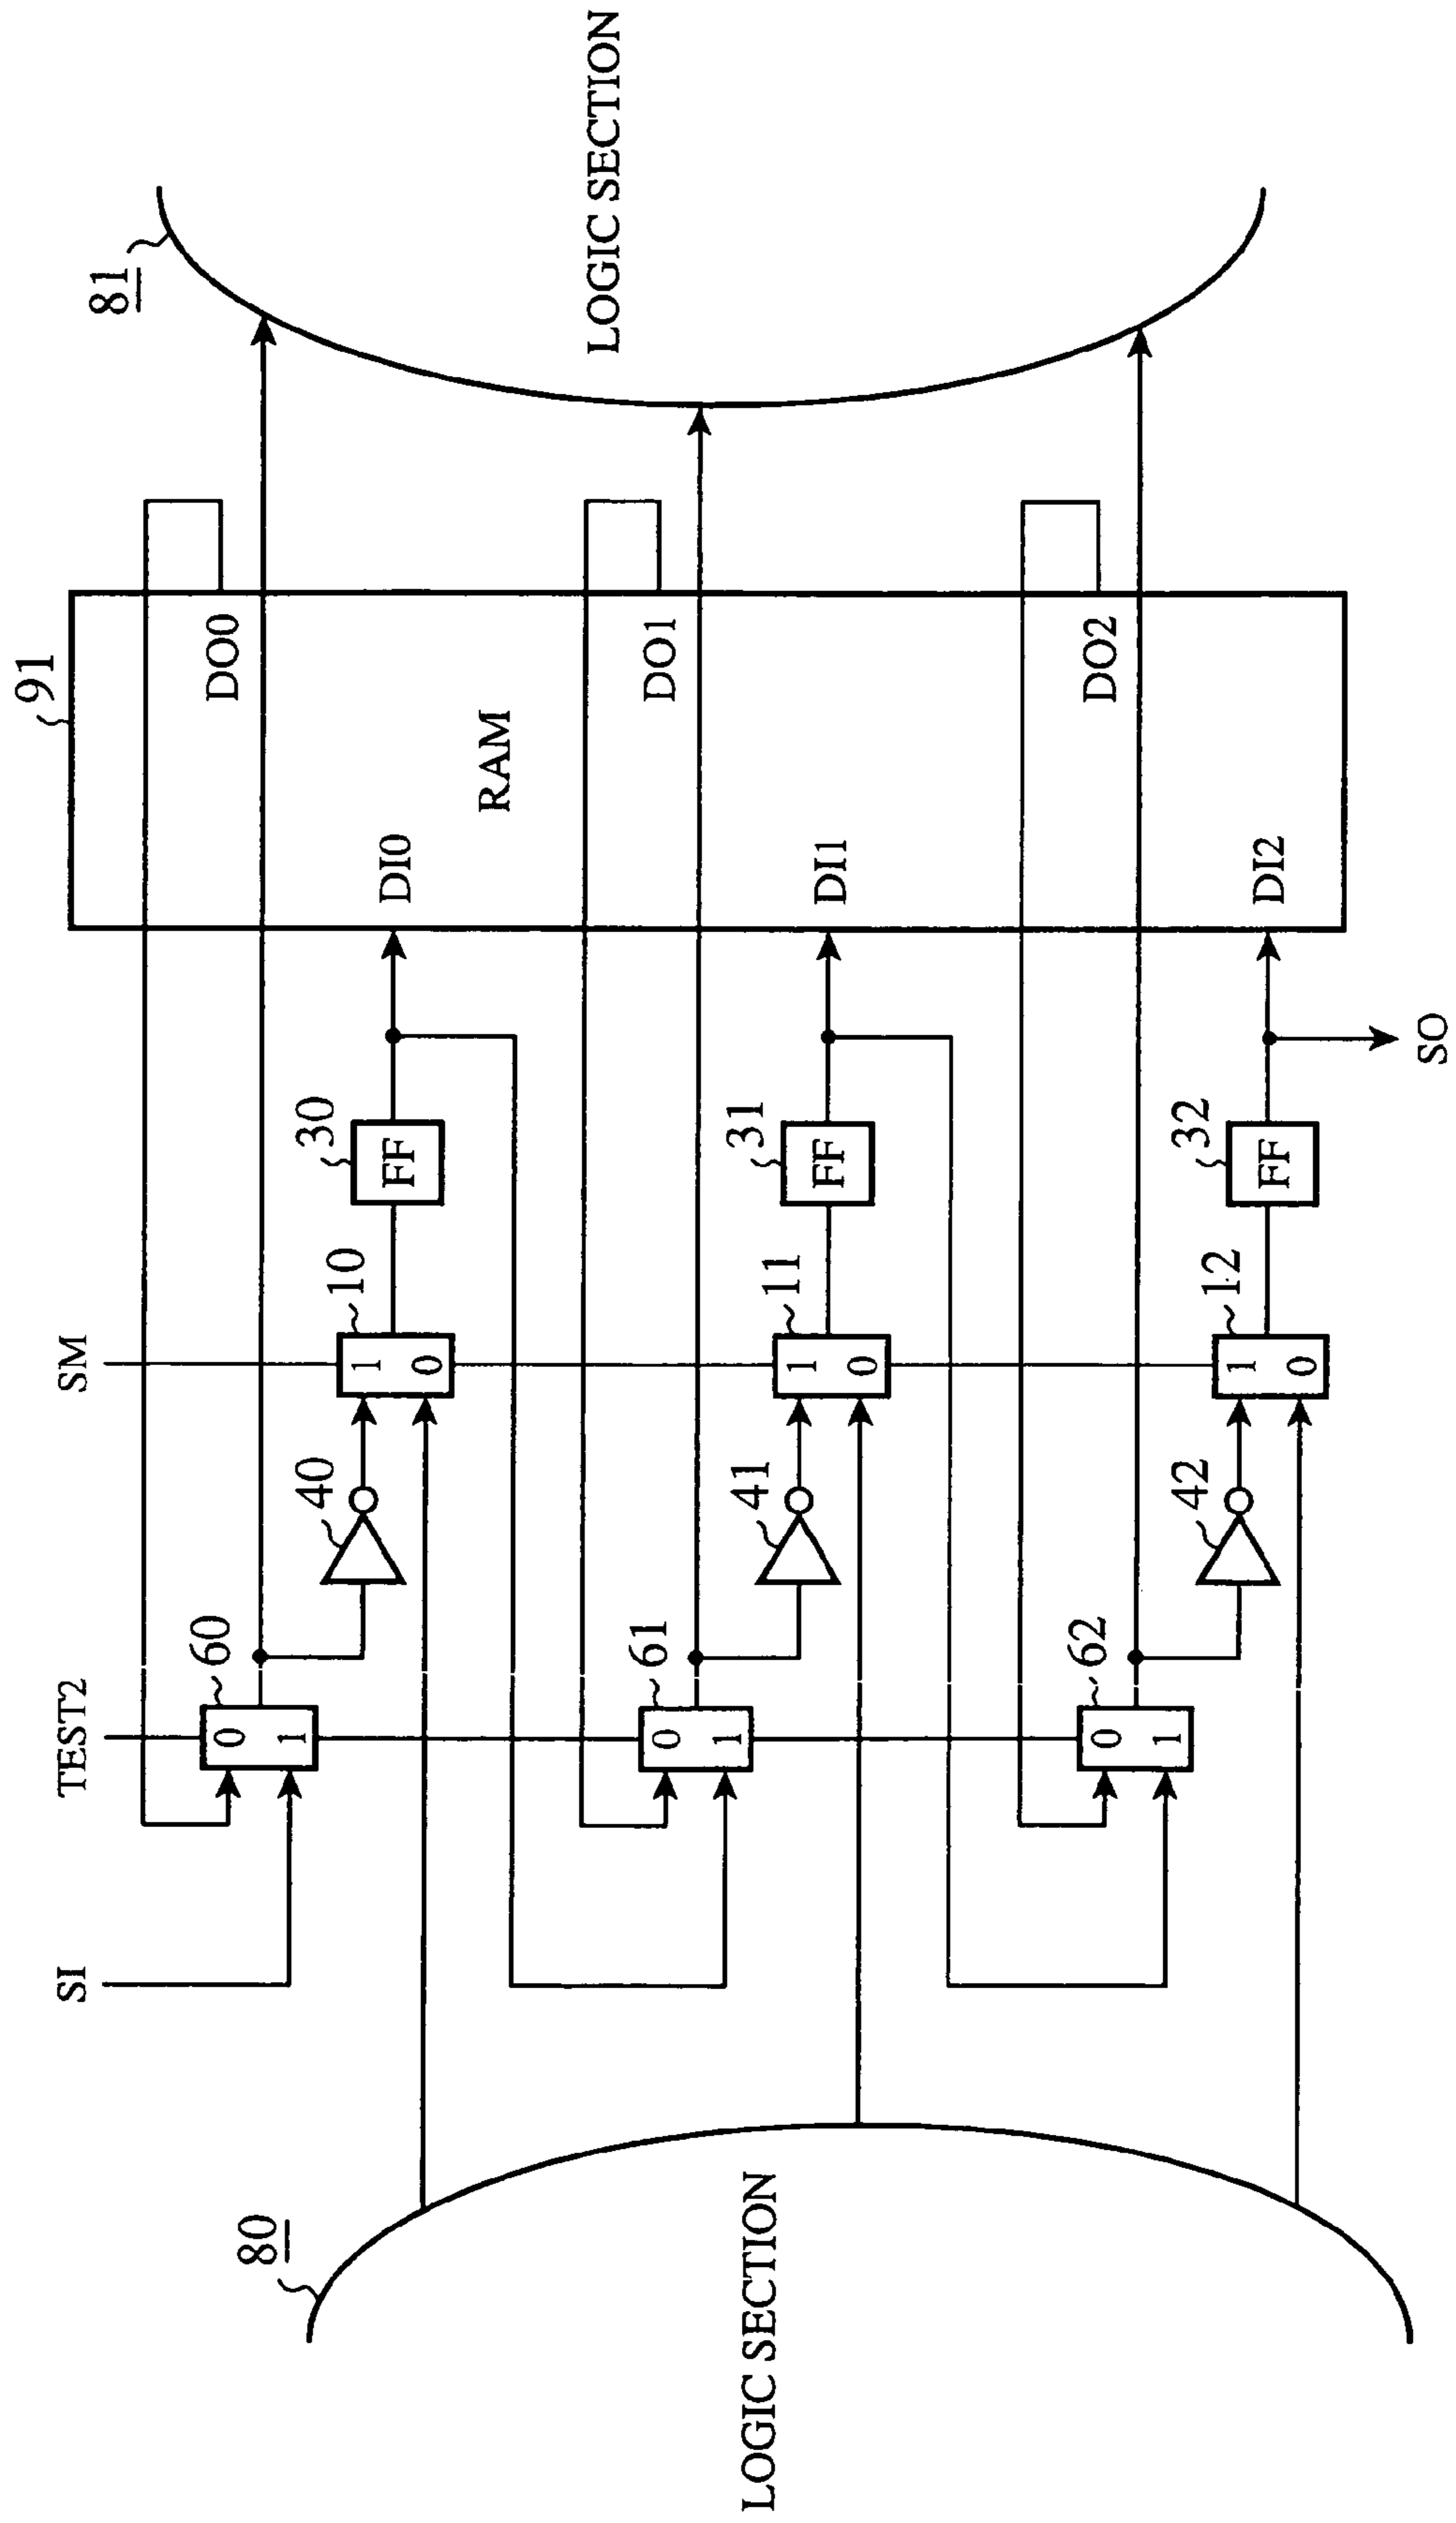 SI
TEST2
SM
91
81
80
60
40
10
30
DI0
DO0
0
1
1
0
FF
RAM
LOGIC SECTION
LOGIC SECTION
61
41
11
31
DI1
DO1
0
1
1
0
FF
62
42
12
32
DI2
DO2
0
1
1
0
FF
SO